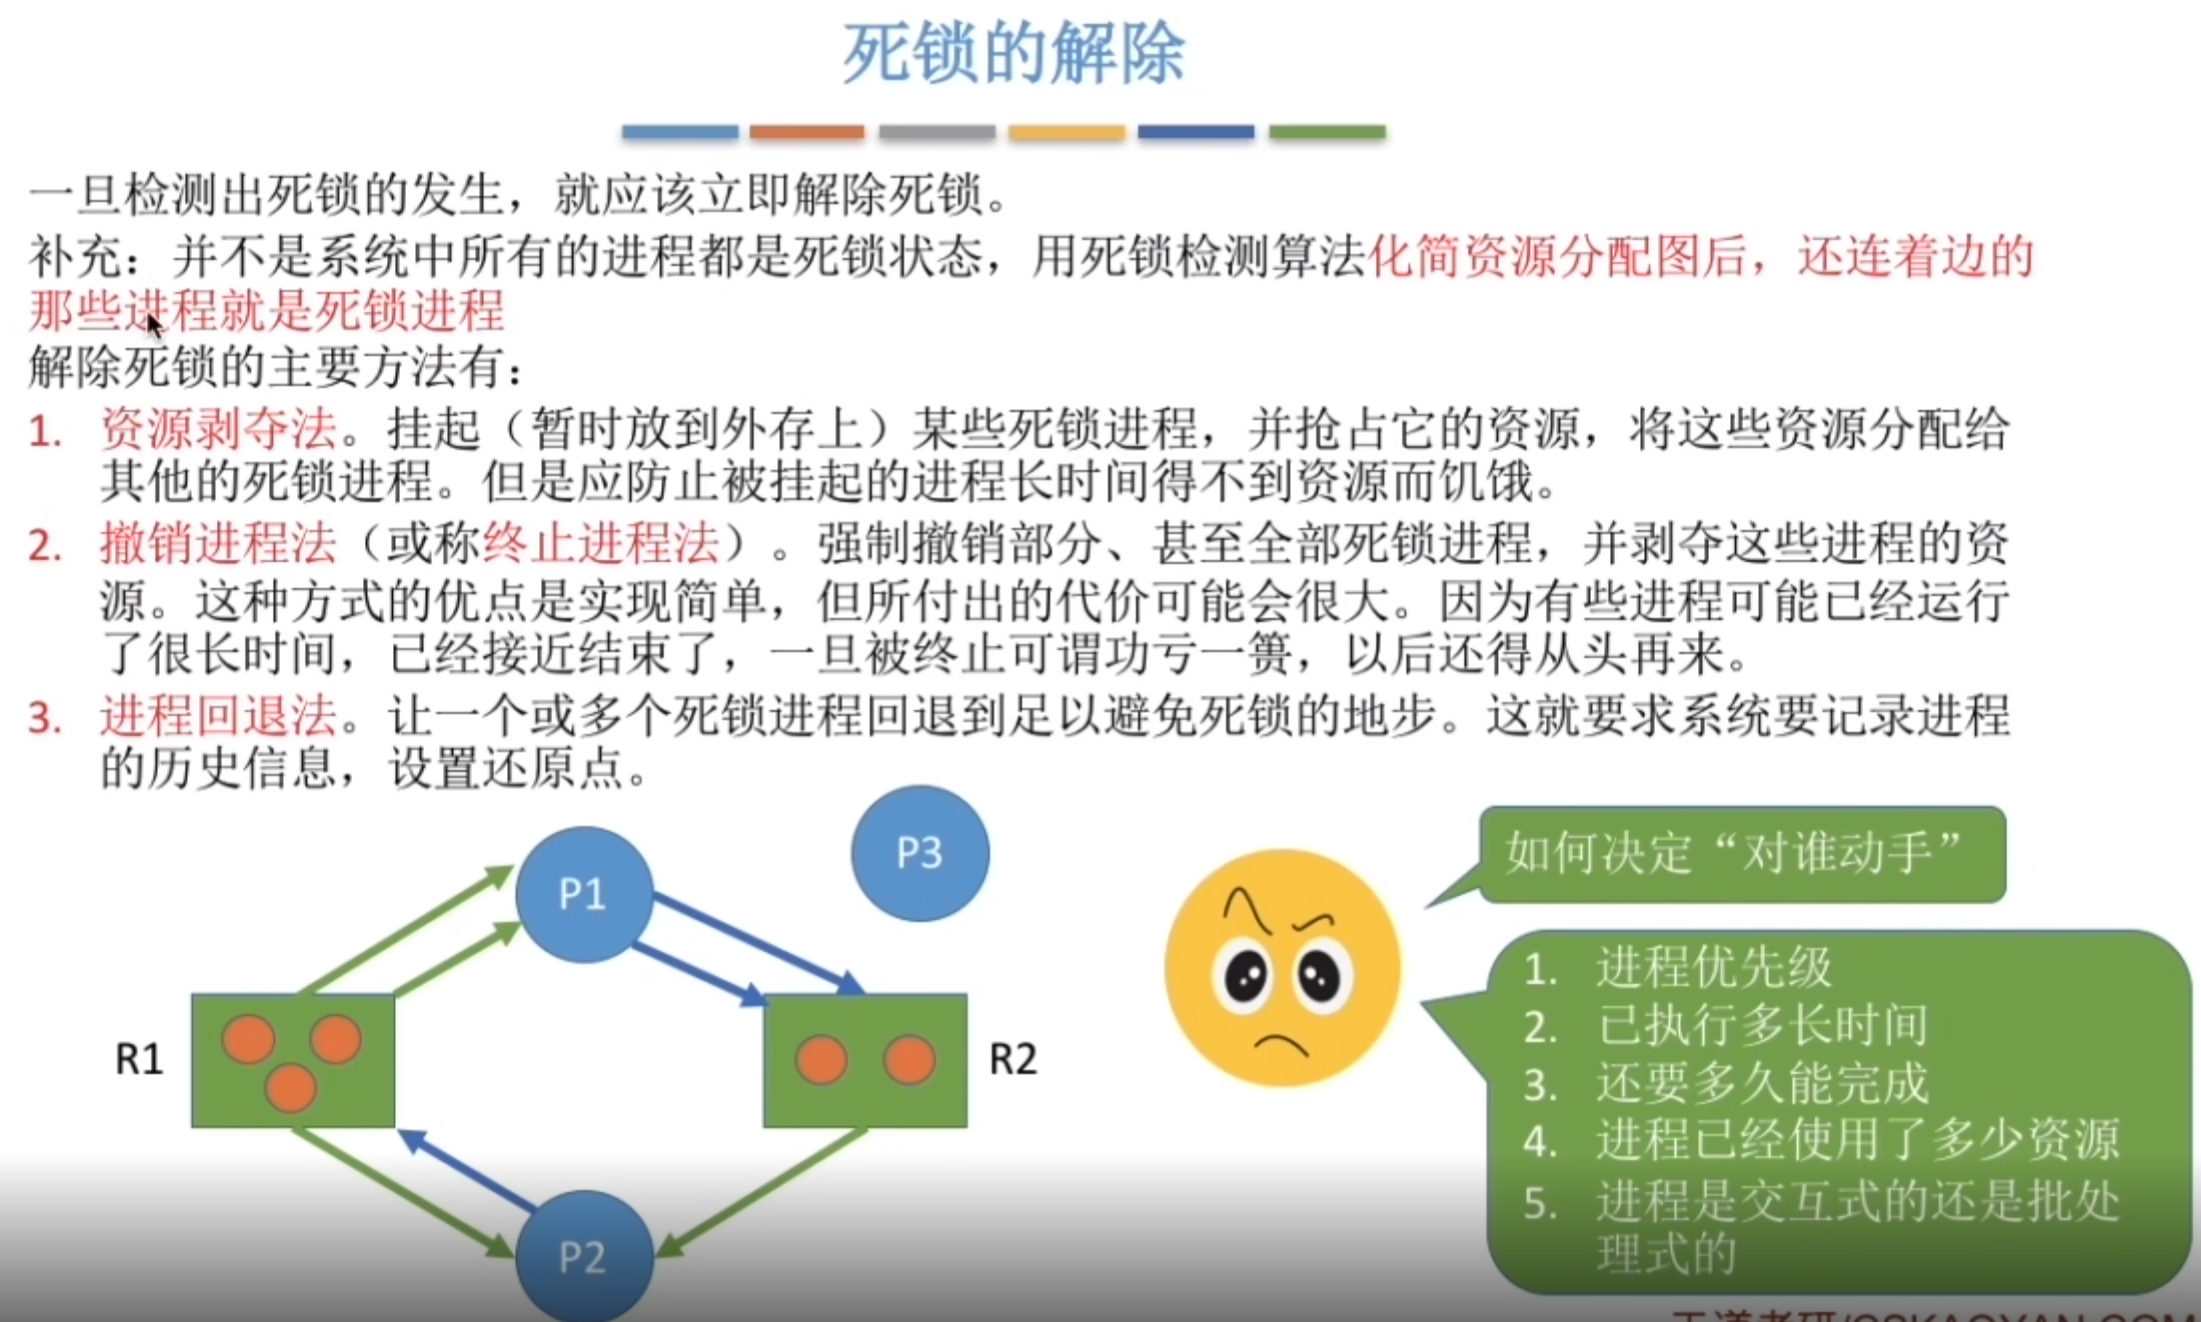 死锁的解除
一旦检测出死锁的发生，就应该立即解除死锁。
补充：并不是系统中所有的进程都是死锁状态，用死锁检测算法化简资源分配图后，还连着边的
那些进程就是死锁进程
解除死锁的主要方法有：
1. 资源剥夺法。挂起（暂时放到外存上）某些死锁进程，并抢占它的资源，将这些资源分配给
其他的死锁进程。但是应防止被挂起的进程长时间得不到资源而饥饿。
2. 撤销进程法（或称终止进程法）。强制撤销部分、甚至全部死锁进程，并剥夺这些进程的资
源。这种方式的优点是实现简单，但所付出的代价可能会很大。因为有些进程可能已经运行
了很长时间，已经接近结束了，一旦被终止可谓功亏一篑，以后还得从头再来。
3. 进程回退法。让一个或多个死锁进程回退到足以避免死锁的地步。这就要求系统要记录进程
的历史信息，设置还原点。
P1
P3
R1
R2
P2
如何决定“对谁动手”
1. 进程优先级
2. 已执行多长时间
3. 还要多久能完成
4. 进程已经使用了多少资源
5. 进程是交互式的还是批处
理式的
王道考研/CSKAOYAN.COM